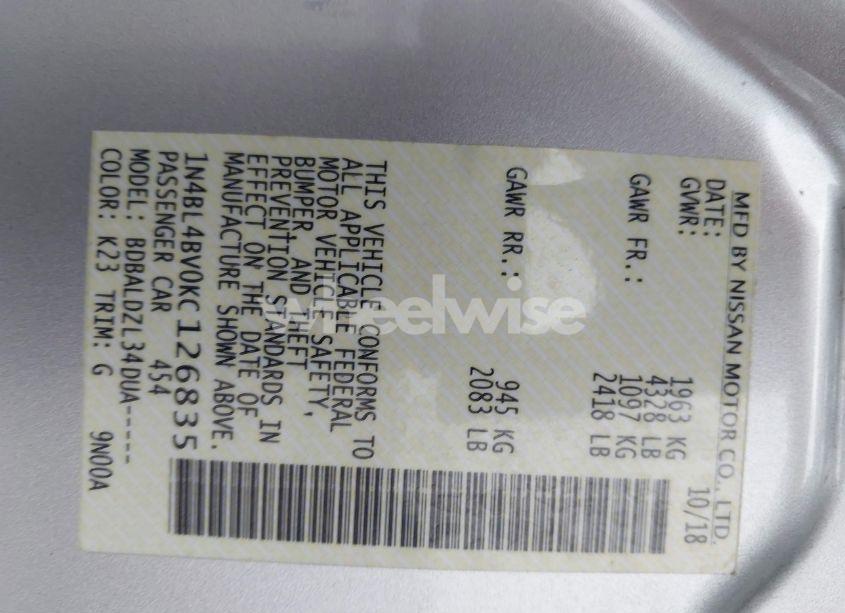 MFD BY NISSAN MOTOR CO., LTD.
DATE: 10/18
GVWR: 1963 KG
4328 LB
GAWR FR.: 1097 KG
2418 LB
GAWR RR.: 945 KG
2083 LB
THIS VEHICLE CONFORMS TO
ALL APPLICABLE FEDERAL
MOTOR VEHICLE SAFETY,
BUMPER, AND THEFT
PREVENTION STANDARDS IN
EFFECT ON THE DATE OF
MANUFACTURE SHOWN ABOVE.
1N4BL4BV0KC126835
PASSENGER CAR 454
MODEL: BDBALDZL34DUA-----
COLOR: K23 TRIM: G 9N00A
wheelwise